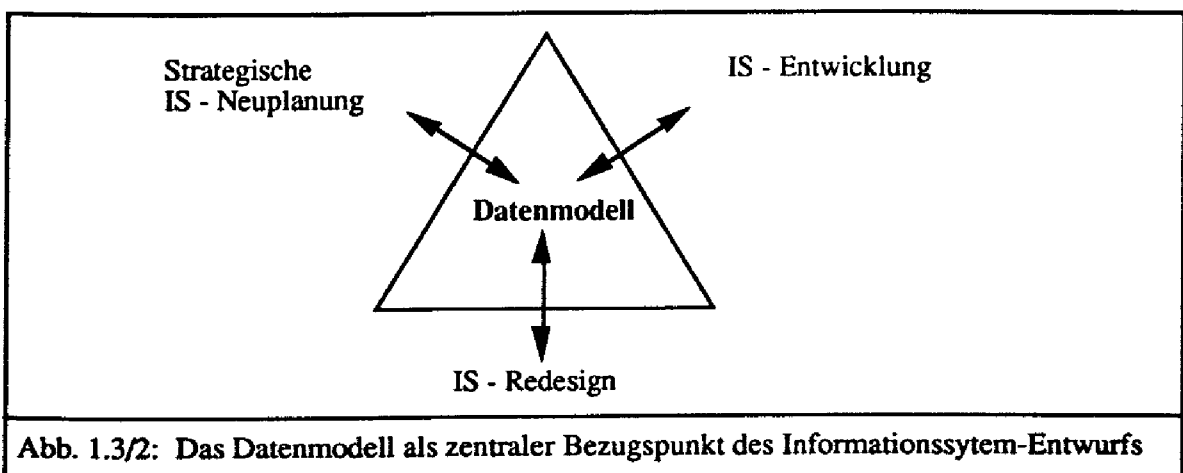 Strategische
IS - Neuplanung
IS - Entwicklung
Datenmodell
IS - Redesign
Abb. 1.3/2: Das Datenmodell als zentraler Bezugspunkt des Informationssytem-Entwurfs